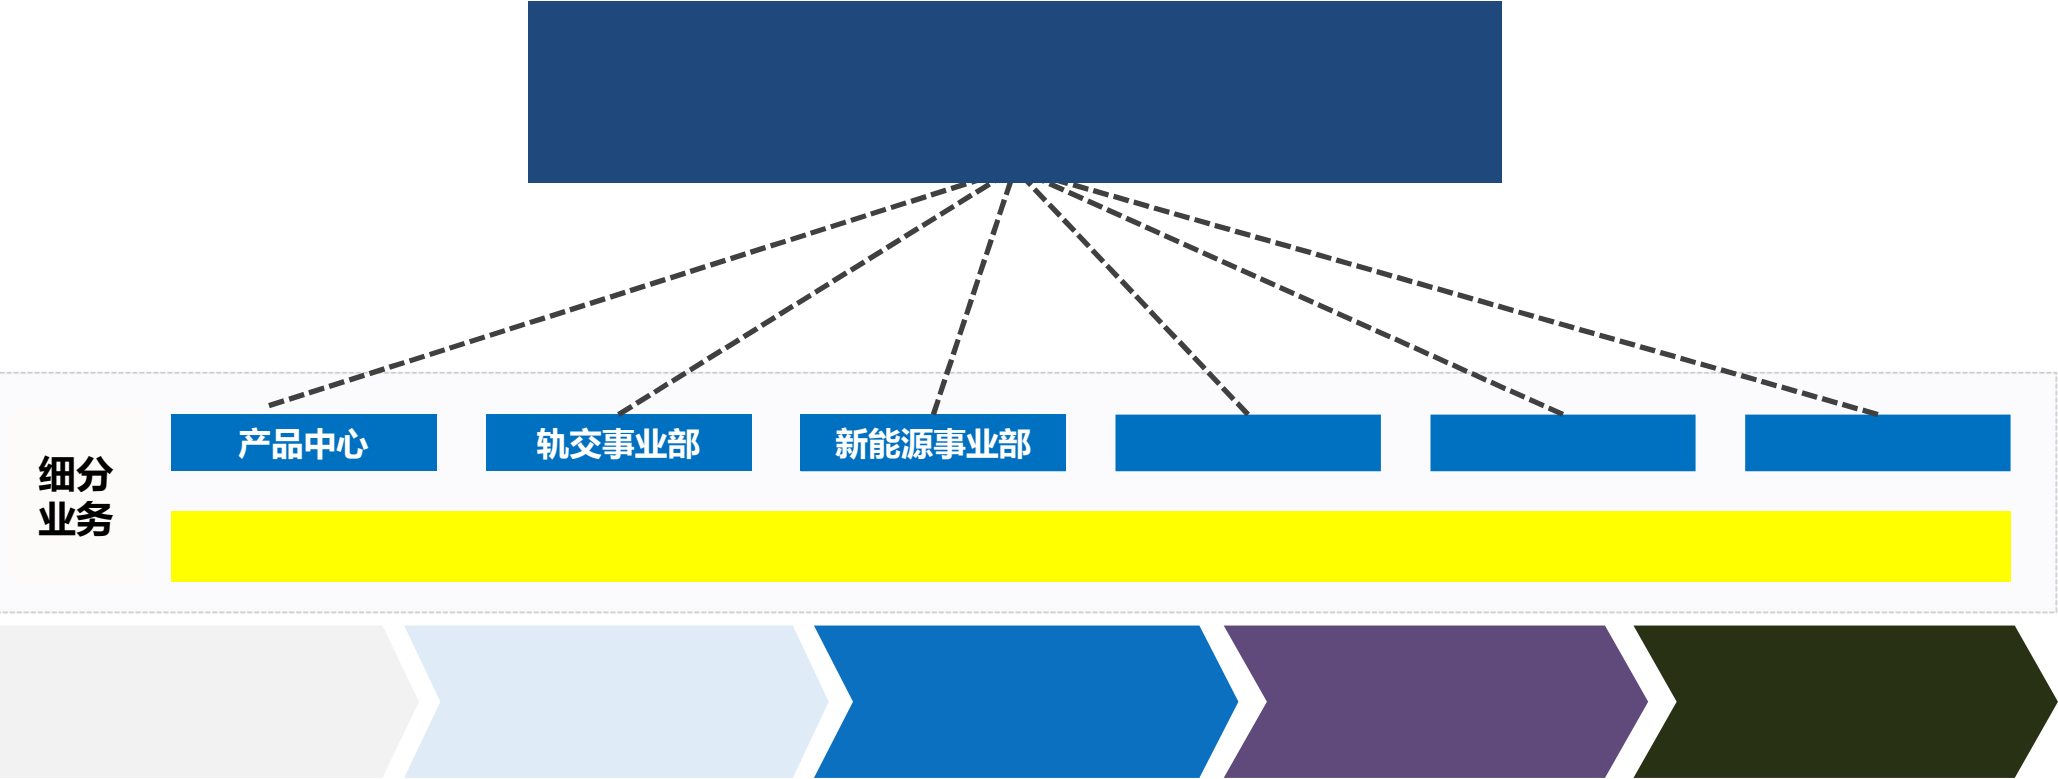 产品中心
轨交事业部
新能源事业部
细分
业务